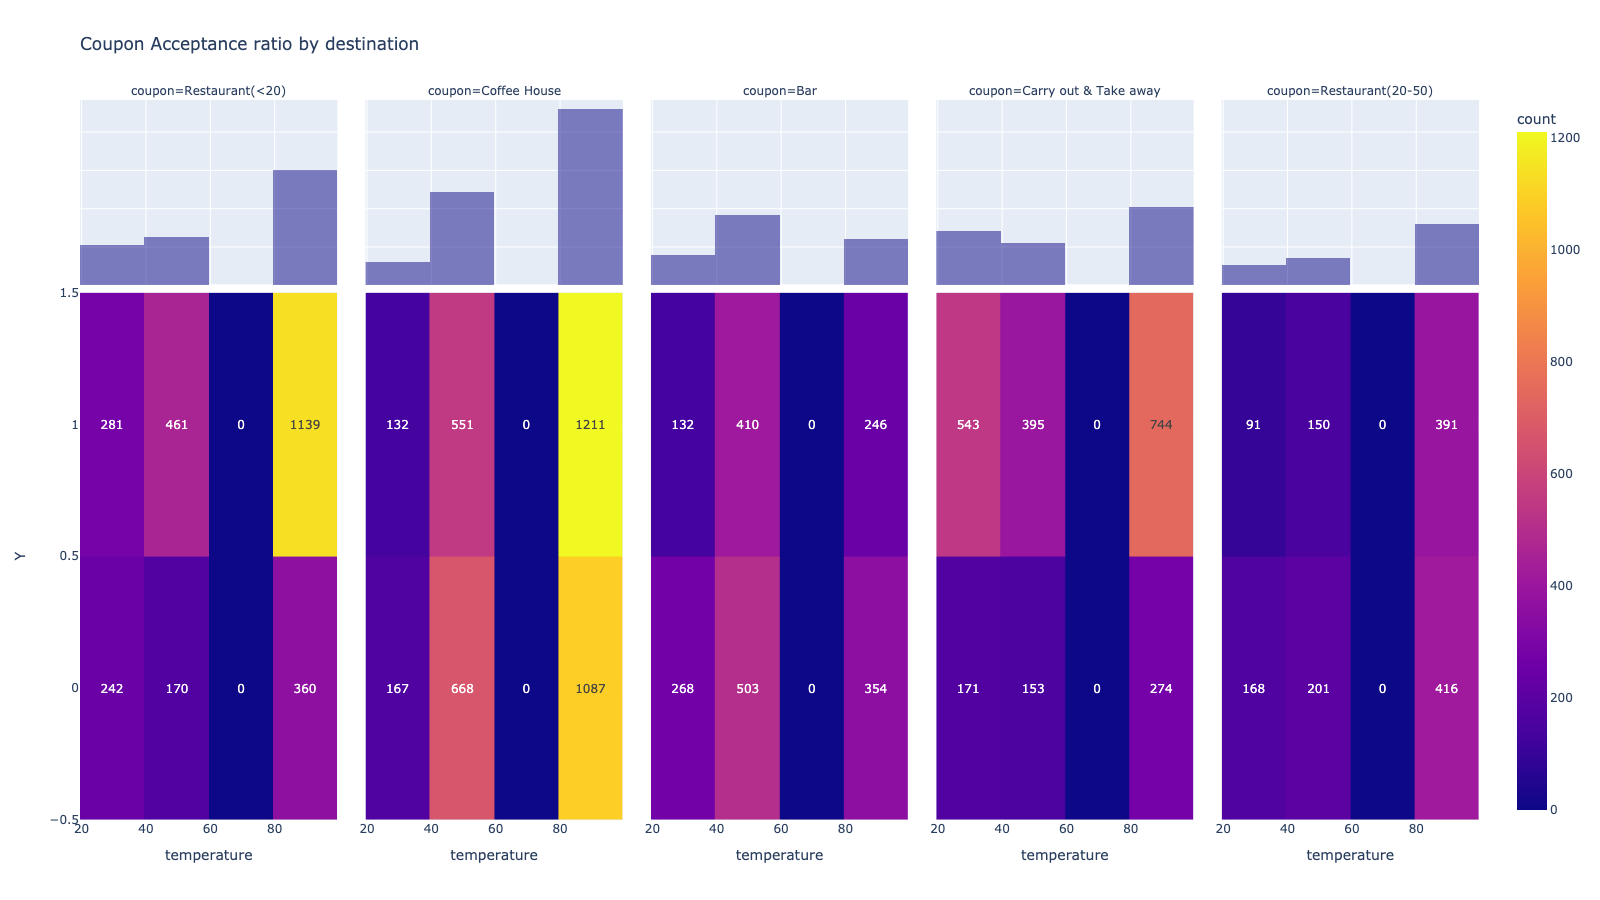 Coupon Acceptance ratio by destination
coupon=Restaurant(<20) coupon=Coffee House coupon=Bar coupon=Carry out & Take away coupon=Restaurant(20-50)
count
1200
1000
800
600
400
200
0
1.5
1
0.5
0
−0.5
Y
281 461 0 1139 132 551 0 1211 132 410 0 246 543 395 0 744 91 150 0 391
242 170 0 360 167 668 0 1087 268 503 0 354 171 153 0 274 168 201 0 416
20 40 60 80 20 40 60 80 20 40 60 80 20 40 60 80 20 40 60 80
temperature temperature temperature temperature temperature